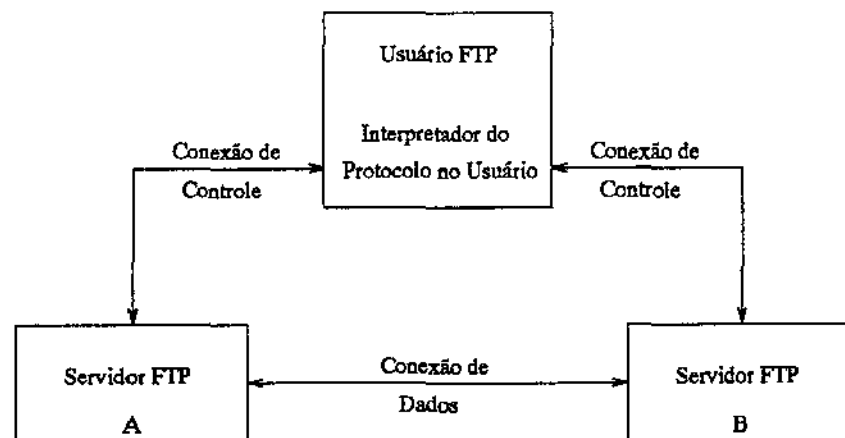 Usuário FTP
Interpretador do
Protocolo no Usuário
Conexão de
Controle
Conexão de
Controle
Servidor FTP
A
Conexão de
Dados
Servidor FTP
B